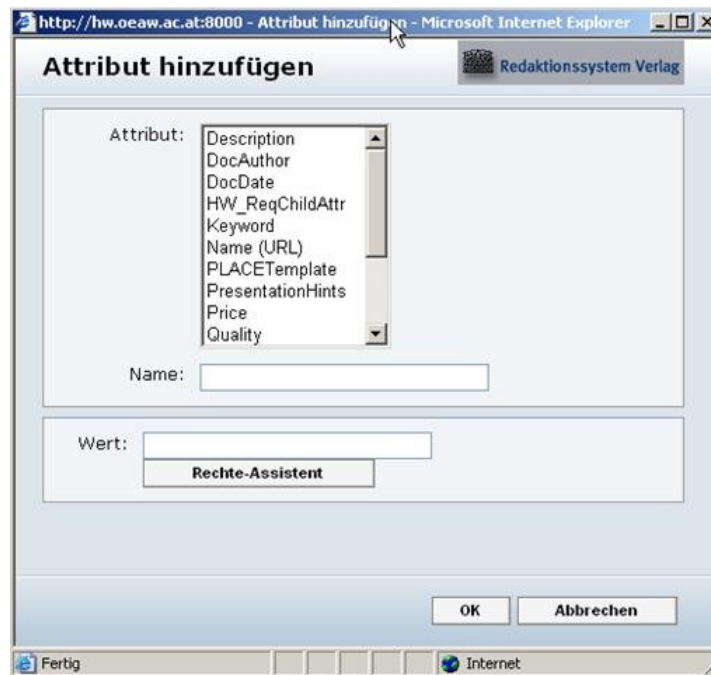 http://hw.oeaw.ac.at:8000 - Attribut hinzufügen - Microsoft Internet Explorer
Attribut hinzufügen
Redaktionssystem Verlag
Attribut:
Description
DocAuthor
DocDate
HW_ReqChildAttr
Keyword
Name (URL)
PLACETemplate
PresentationHints
Price
Quality
Name:
Wert:
Rechte-Assistent
OK
Abbrechen
Fertig
Internet